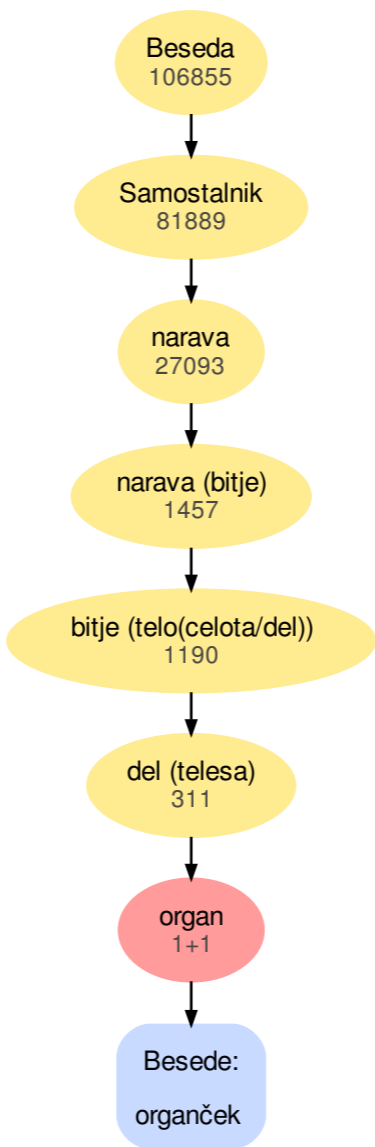 Beseda
106855
Samostalnik
81889
narava
27093
narava (bitje)
1457
bitje (telo(celota/del))
1190
del (telesa)
311
organ
1+1
Besede:
organček